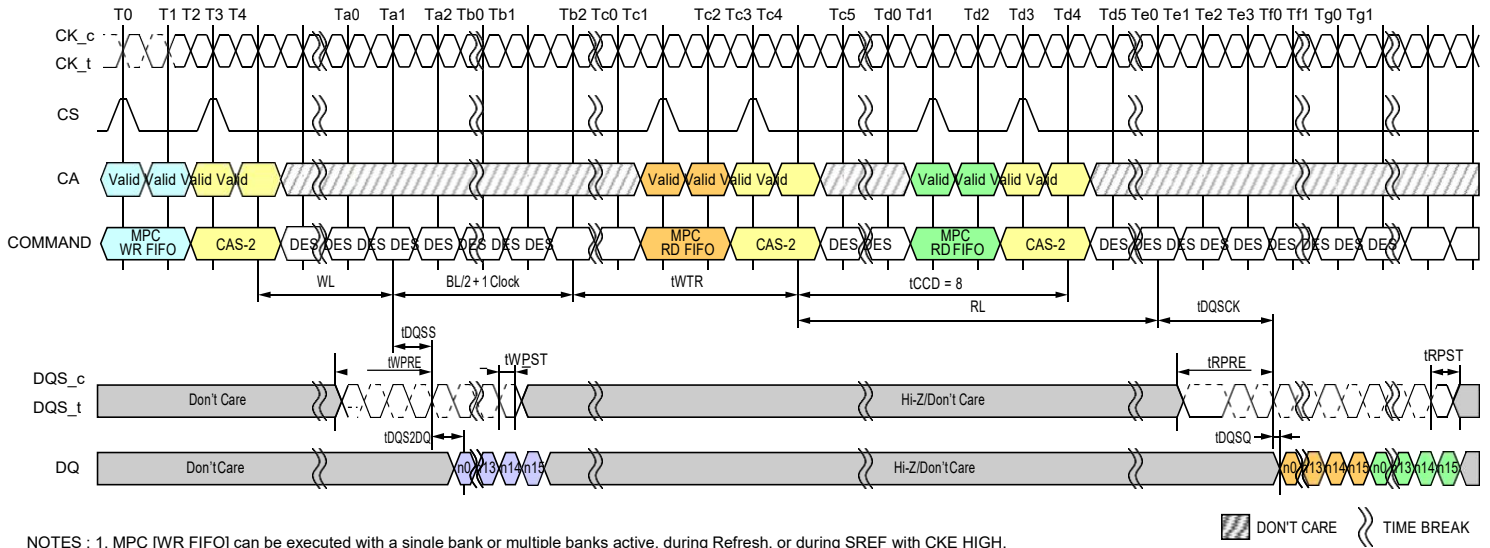 T0 T1 T2 T3 T4 Ta0 Ta1 Ta2 Tb0 Tb1 Tb2 Tc0 Tc1 Tc2 Tc3 Tc4 Tc5 Td0 Td1 Td2 Td3 Td4 Td5 Te0 Te1 Te2 Te3 Tf0 Tf1 Tg0 Tg1
CK_c
CK_t
CS
CA Valid Valid Valid Valid Valid Valid Valid Valid Valid Valid Valid Valid
COMMAND MPC WR FIFO CAS-2 DES DES DES DES DES DES DES DES MPC RD FIFO CAS-2 DES DES MPC RD FIFO CAS-2 DES DES DES DES DES DES DES
WL BL/2 + 1 Clock tWTR tCCD = 8
RL tDQSCK
tDQSS
tWPRE tWPST tRPRE tRPST
DQS_c
DQS_t Don't Care Hi-Z/Don't Care
tDQS2DQ tDQSQ
DQ Don'tCare n0 n13 n14 n15 Hi-Z/Don'tCare n0 n13 n14 n15 n0 n13 n14 n15
DON'T CARE TIME BREAK
NOTES : 1. MPC [WR FIFO] can be executed with a single bank or multiple banks active, during Refresh, or during SREF with CKE HIGH.